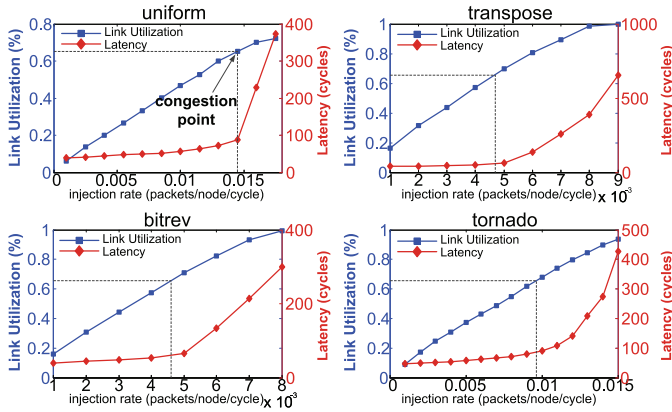 uniform
Link Utilization (%)
0.8
0.6
0.4
0.2
0
Link Utilization
Latency
congestion
point
400
300
200
100
0
Latency (cycles)
0 0.005 0.01 0.015
injection rate (packets/node/cycle)
transpose
Link Utilization (%)
1
0.8
0.6
0.4
0.2
0
Link Utilization
Latency
1000
500
0
Latency (cycles)
1 2 3 4 5 6 7 8 9
injection rate (packets/node/cycle) x 10⁻³
bitrev
Link Utilization (%)
1
0.8
0.6
0.4
0.2
0
Link Utilization
Latency
400
200
0
Latency (cycles)
1 2 3 4 5 6 7 8
injection rate (packets/node/cycle) x 10⁻³
tornado
Link Utilization (%)
1
0.8
0.6
0.4
0.2
0
Link Utilization
Latency
500
400
300
200
100
0
Latency (cycles)
0 0.005 0.01 0.015
injection rate (packets/node/cycle)